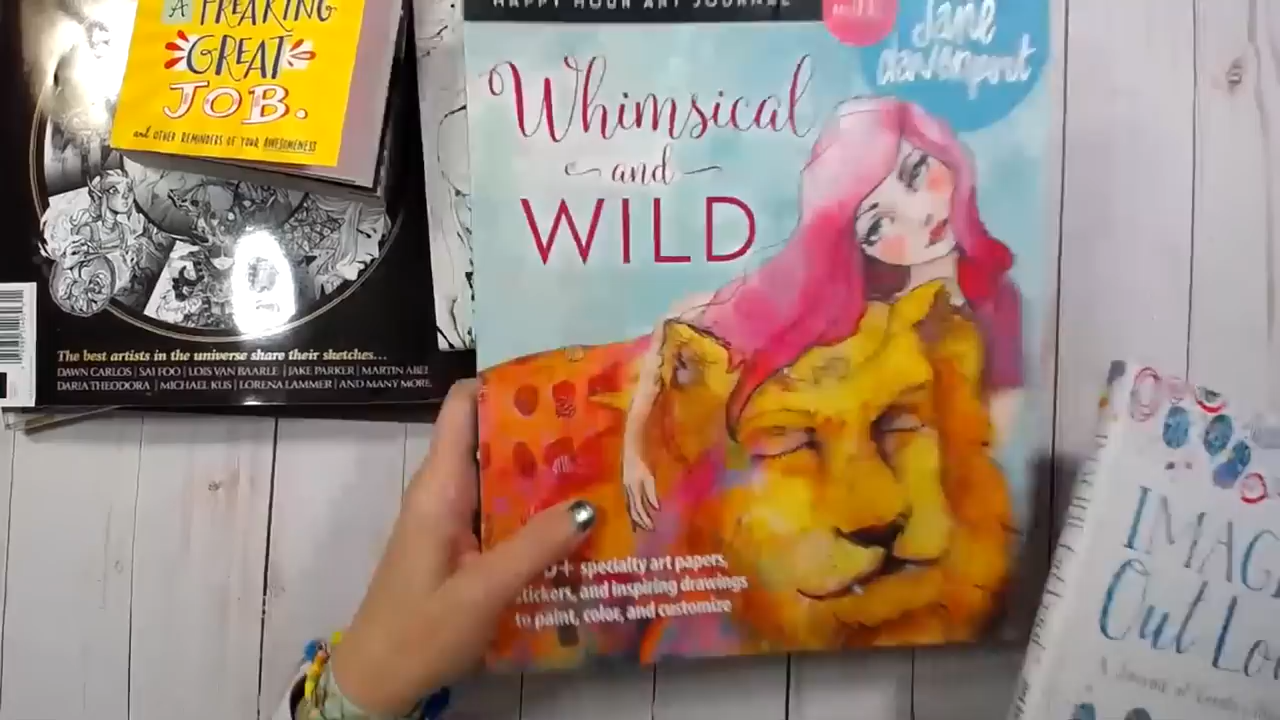 A FREAKING
GREAT
JOB.
and OTHER REMINDERS OF YOUR AWESOMENESS
The best artists in the universe share their sketches...
DAWN CARLOS | SAI FOO | LOIS VAN BAARLE | JAKE PARKER | MARTIN ABEL
DARIA THEODORA | MICHAEL KUS | LORENA LAMMER | AND MANY MORE.
HAPPY HOUR ART JOURNAL
Jane
davenport
Whimsical
and
WILD
specialty art papers,
stickers, and inspiring drawings
to paint, color, and customize
IMAG
Out Lo